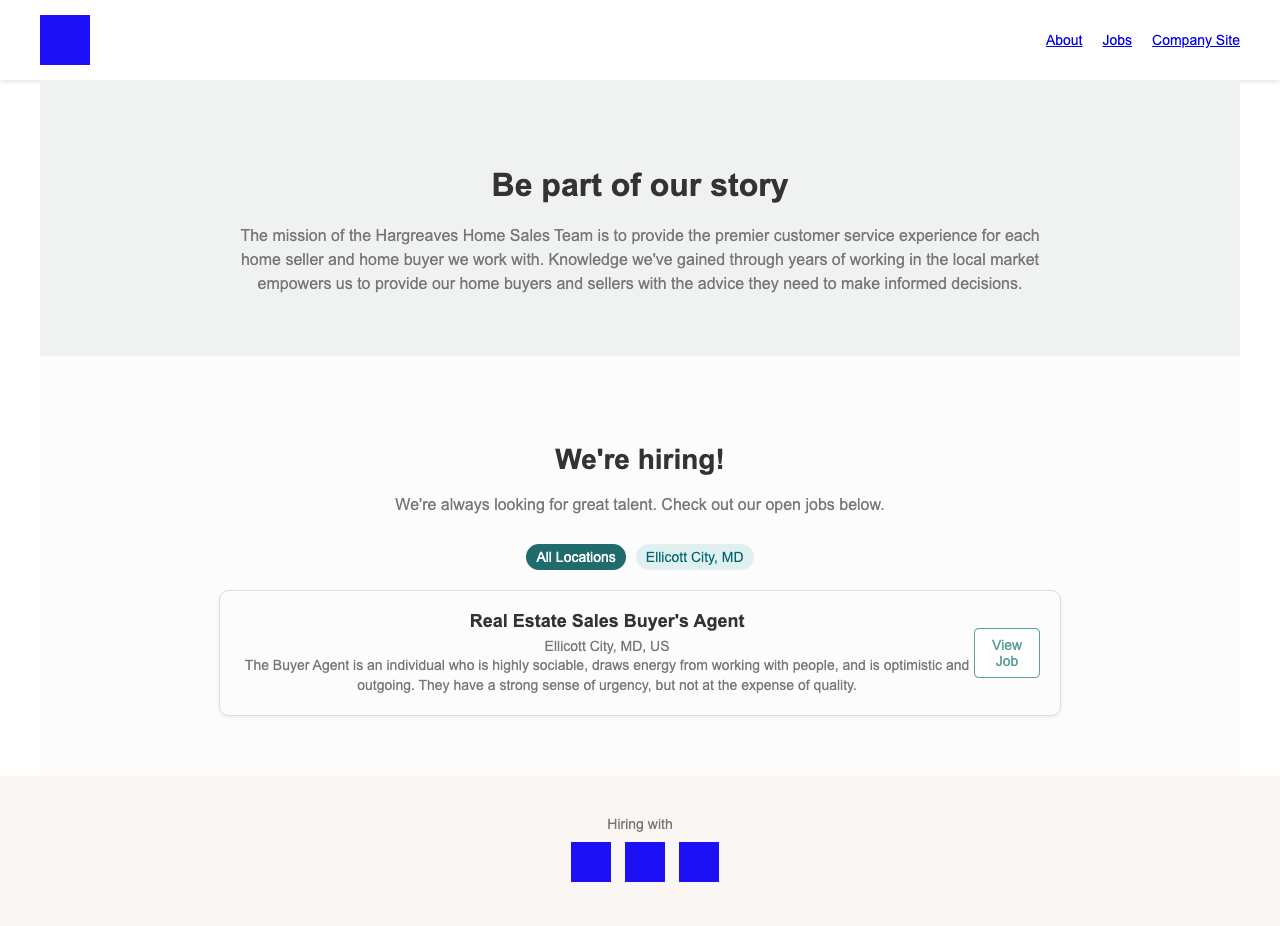 About
Jobs
Company Site
Be part of our story
The mission of the Hargreaves Home Sales Team is to provide the premier customer service experience for each
home seller and home buyer we work with. Knowledge we've gained through years of working in the local market
empowers us to provide our home buyers and sellers with the advice they need to make informed decisions.
We're hiring!
We're always looking for great talent. Check out our open jobs below.
All Locations
Ellicott City, MD
Real Estate Sales Buyer's Agent
Ellicott City, MD, US
The Buyer Agent is an individual who is highly sociable, draws energy from working with people, and is optimistic and
outgoing. They have a strong sense of urgency, but not at the expense of quality.
View
Job
Hiring with